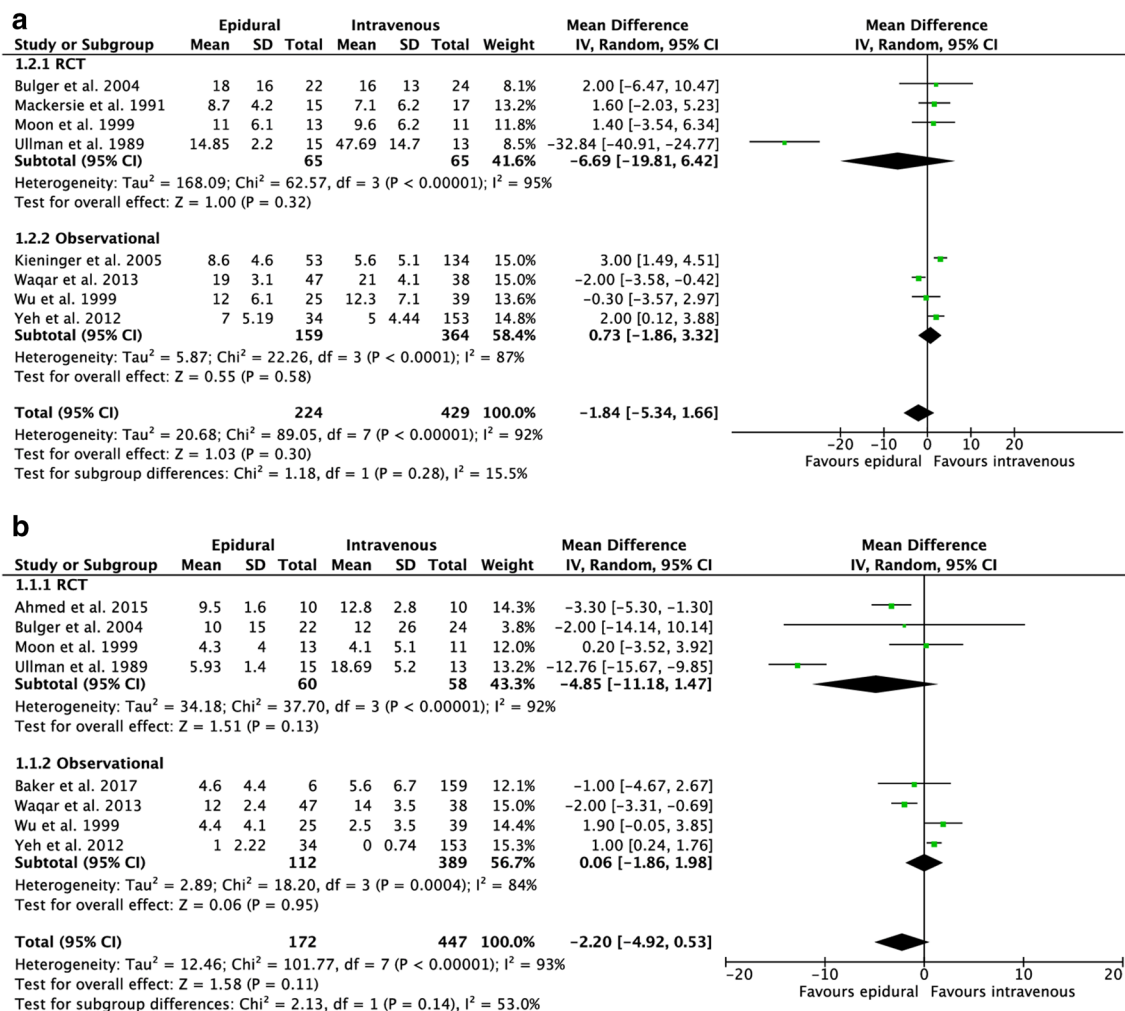 a
Epidural Intravenous Mean Difference Mean Difference
Study or Subgroup Mean SD Total Mean SD Total Weight IV, Random, 95% CI IV, Random, 95% CI
1.2.1 RCT
Bulger et al. 2004 18 16 22 16 13 24 8.1% 2.00 [-6.47, 10.47]
Mackersie et al. 1991 8.7 4.2 15 7.1 6.2 17 13.2% 1.60 [-2.03, 5.23]
Moon et al. 1999 11 6.1 13 9.6 6.2 11 11.8% 1.40 [-3.54, 6.34]
Ullman et al. 1989 14.85 2.2 15 47.69 14.7 13 8.5% -32.84 [-40.91, -24.77]
Subtotal (95% CI) 65 65 41.6% -6.69 [-19.81, 6.42]
Heterogeneity: Tau² = 168.09; Chi² = 62.57, df = 3 (P < 0.00001); I² = 95%
Test for overall effect: Z = 1.00 (P = 0.32)
1.2.2 Observational
Kieninger et al. 2005 8.6 4.6 53 5.6 5.1 134 15.0% 3.00 [1.49, 4.51]
Waqar et al. 2013 19 3.1 47 21 4.1 38 15.0% -2.00 [-3.58, -0.42]
Wu et al. 1999 12 6.1 25 12.3 7.1 39 13.6% -0.30 [-3.57, 2.97]
Yeh et al. 2012 7 5.19 34 5 4.44 153 14.8% 2.00 [0.12, 3.88]
Subtotal (95% CI) 159 364 58.4% 0.73 [-1.86, 3.32]
Heterogeneity: Tau² = 5.87; Chi² = 22.26, df = 3 (P < 0.0001); I² = 87%
Test for overall effect: Z = 0.55 (P = 0.58)
Total (95% CI) 224 429 100.0% -1.84 [-5.34, 1.66]
Heterogeneity: Tau² = 20.68; Chi² = 89.05, df = 7 (P < 0.00001); I² = 92%
Test for overall effect: Z = 1.03 (P = 0.30)
Test for subgroup differences: Chi² = 1.18, df = 1 (P = 0.28), I² = 15.5%
-20 -10 0 10 20
Favours epidural Favours intravenous
b
Epidural Intravenous Mean Difference Mean Difference
Study or Subgroup Mean SD Total Mean SD Total Weight IV, Random, 95% CI IV, Random, 95% CI
1.1.1 RCT
Ahmed et al. 2015 9.5 1.6 10 12.8 2.8 10 14.3% -3.30 [-5.30, -1.30]
Bulger et al. 2004 10 15 22 12 26 24 3.8% -2.00 [-14.14, 10.14]
Moon et al. 1999 4.3 4 13 4.1 5.1 11 12.0% 0.20 [-3.52, 3.92]
Ullman et al. 1989 5.93 1.4 15 18.69 5.2 13 13.2% -12.76 [-15.67, -9.85]
Subtotal (95% CI) 60 58 43.3% -4.85 [-11.18, 1.47]
Heterogeneity: Tau² = 34.18; Chi² = 37.70, df = 3 (P < 0.00001); I² = 92%
Test for overall effect: Z = 1.51 (P = 0.13)
1.1.2 Observational
Baker et al. 2017 4.6 4.4 6 5.6 6.7 159 12.1% -1.00 [-4.67, 2.67]
Waqar et al. 2013 12 2.4 47 14 3.5 38 15.0% -2.00 [-3.31, -0.69]
Wu et al. 1999 4.4 4.1 25 2.5 3.5 39 14.4% 1.90 [-0.05, 3.85]
Yeh et al. 2012 1 2.22 34 0 0.74 153 15.3% 1.00 [0.24, 1.76]
Subtotal (95% CI) 112 389 56.7% 0.06 [-1.86, 1.98]
Heterogeneity: Tau² = 2.89; Chi² = 18.20, df = 3 (P = 0.0004); I² = 84%
Test for overall effect: Z = 0.06 (P = 0.95)
Total (95% CI) 172 447 100.0% -2.20 [-4.92, 0.53]
Heterogeneity: Tau² = 12.46; Chi² = 101.77, df = 7 (P < 0.00001); I² = 93%
Test for overall effect: Z = 1.58 (P = 0.11)
Test for subgroup differences: Chi² = 2.13, df = 1 (P = 0.14), I² = 53.0%
-20 -10 0 10 20
Favours epidural Favours intravenous